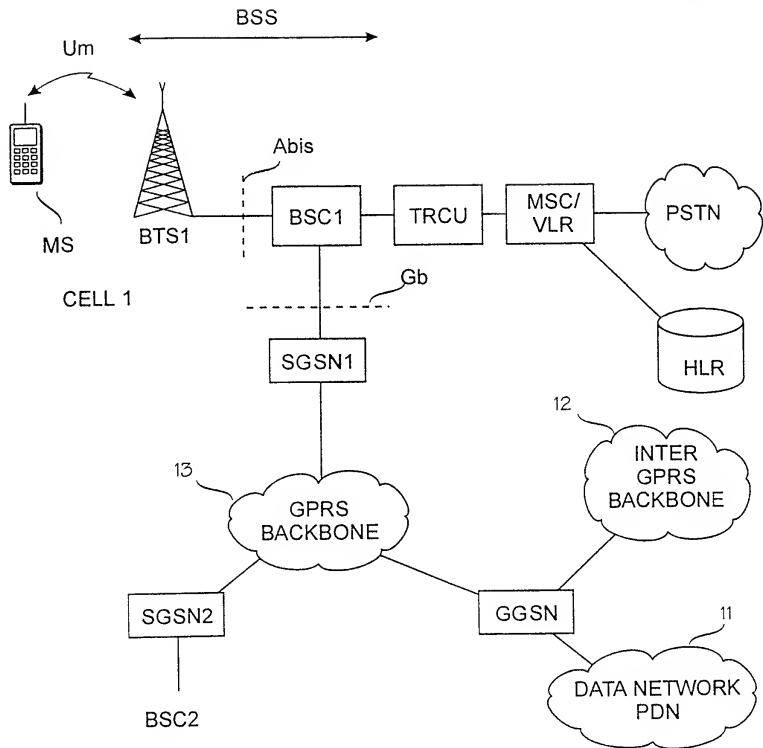 BSS
Um
Abis
BSC1
TRCU
MSC/
VLR
PSTN
MS
BTS1
CELL 1
Gb
HLR
SGSN1
12
INTER
GPRS
BACKBONE
13
GPRS
BACKBONE
SGSN2
GGSN
11
DATA NETWORK
PDN
BSC2